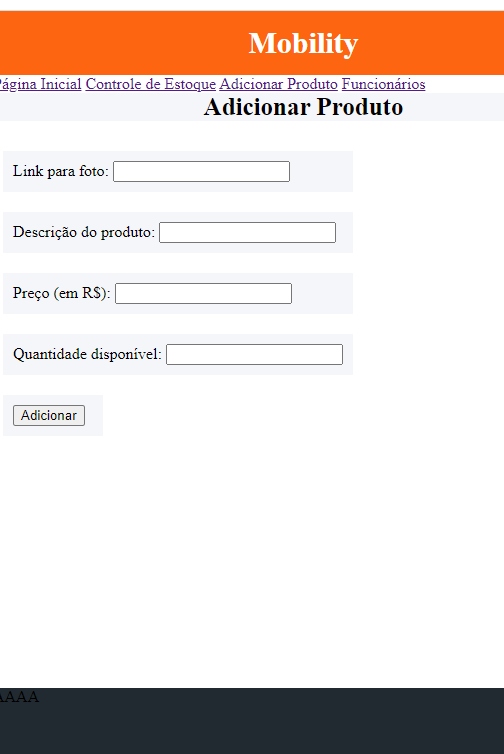 Mobility
Página Inicial Controle de Estoque Adicionar Produto Funcionários
Adicionar Produto
Link para foto:
Descrição do produto:
Preço (em R$):
Quantidade disponível:
Adicionar
AAAA